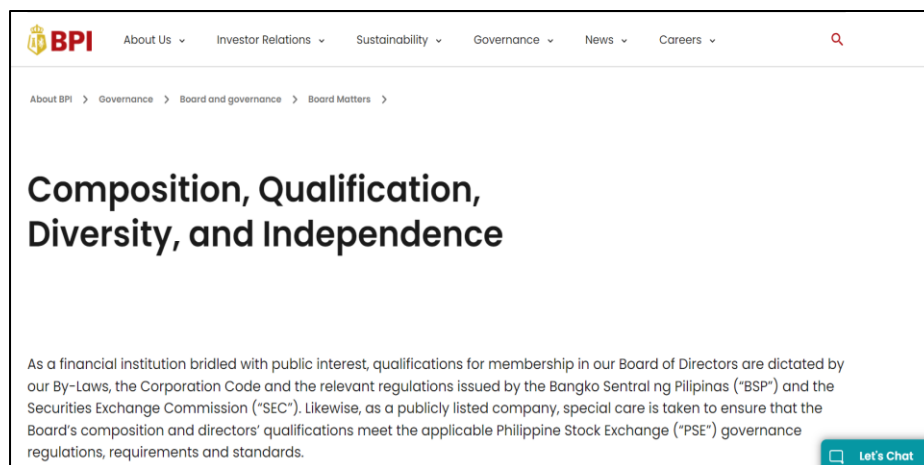 BPI
About Us
Investor Relations
Sustainability
Governance
News
Careers
About BPI > Governance > Board and governance > Board Matters >
Composition, Qualification,
Diversity, and Independence
As a financial institution bridled with public interest, qualifications for membership in our Board of Directors are dictated by
our By-Laws, the Corporation Code and the relevant regulations issued by the Bangko Sentral ng Pilipinas (“BSP”) and the
Securities Exchange Commission (“SEC”). Likewise, as a publicly listed company, special care is taken to ensure that the
Board’s composition and directors’ qualifications meet the applicable Philippine Stock Exchange (“PSE”) governance
regulations, requirements and standards.
Let's Chat